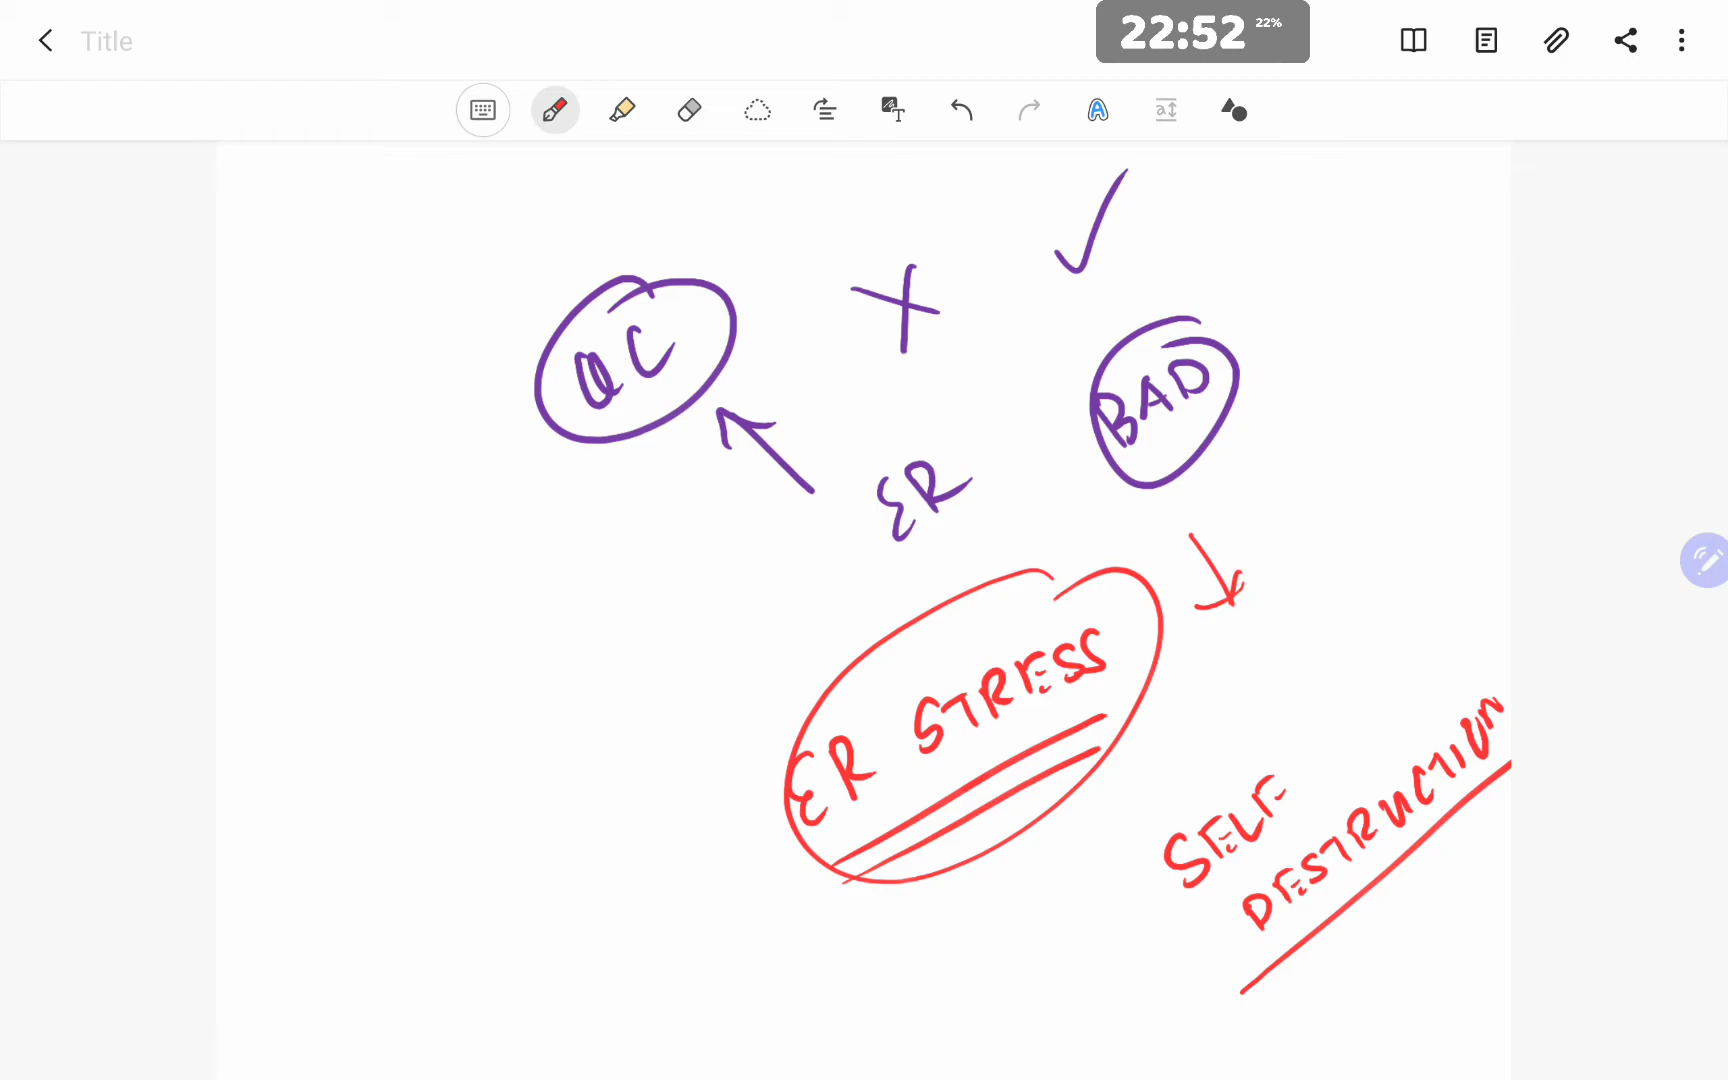 Title
22:52 22%
QC
BAD
ER
ER STRESS
SELF
DESTRUCTION